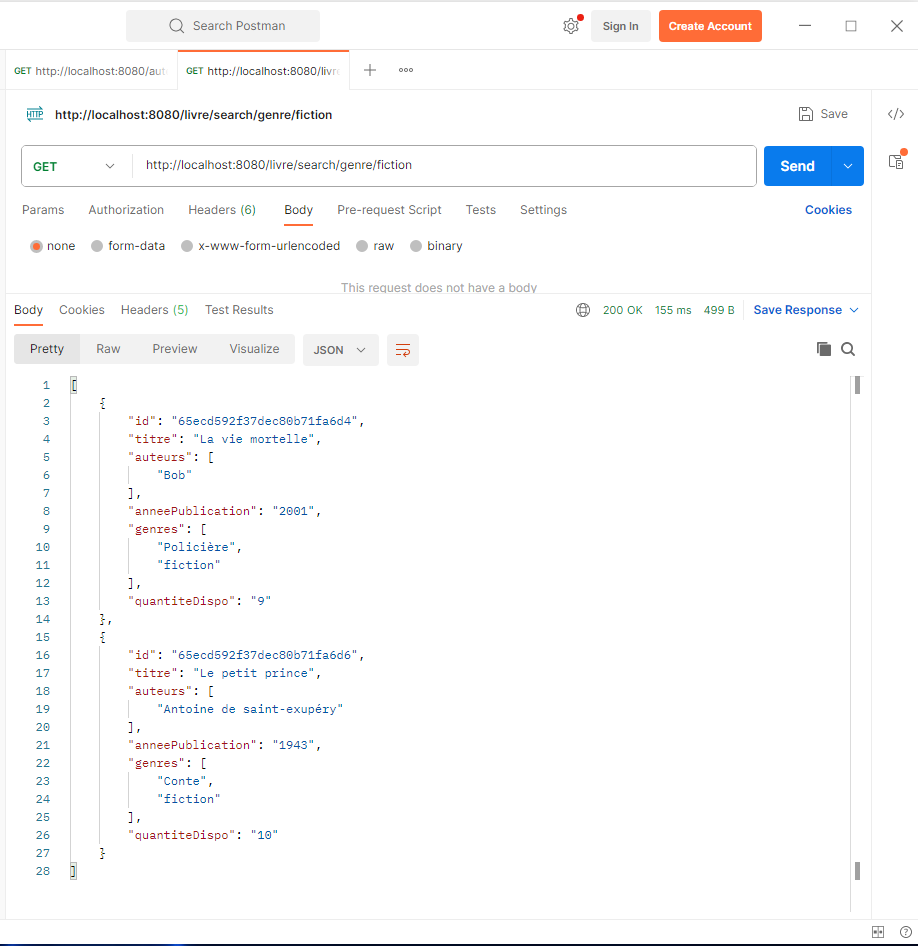 Search Postman
Sign In
Create Account
GET http://localhost:8080/aut
GET http://localhost:8080/livre
HTTP http://localhost:8080/livre/search/genre/fiction
Save
GET http://localhost:8080/livre/search/genre/fiction
Send
Params Authorization Headers (6) Body Pre-request Script Tests Settings Cookies
none form-data x-www-form-urlencoded raw binary
This request does not have a body
Body Cookies Headers (5) Test Results 200 OK 155 ms 499 B Save Response
Pretty Raw Preview Visualize JSON
1 [
2 {
3 "id": "65ecd592f37dec80b71fa6d4",
4 "titre": "La vie mortelle",
5 "auteurs": [
6 "Bob"
7 ],
8 "anneePublication": "2001",
9 "genres": [
10 "Policière",
11 "fiction"
12 ],
13 "quantiteDispo": "9"
14 },
15 {
16 "id": "65ecd592f37dec80b71fa6d6",
17 "titre": "Le petit prince",
18 "auteurs": [
19 "Antoine de saint-exupéry"
20 ],
21 "anneePublication": "1943",
22 "genres": [
23 "Conte",
24 "fiction"
25 ],
26 "quantiteDispo": "10"
27 }
28 ]